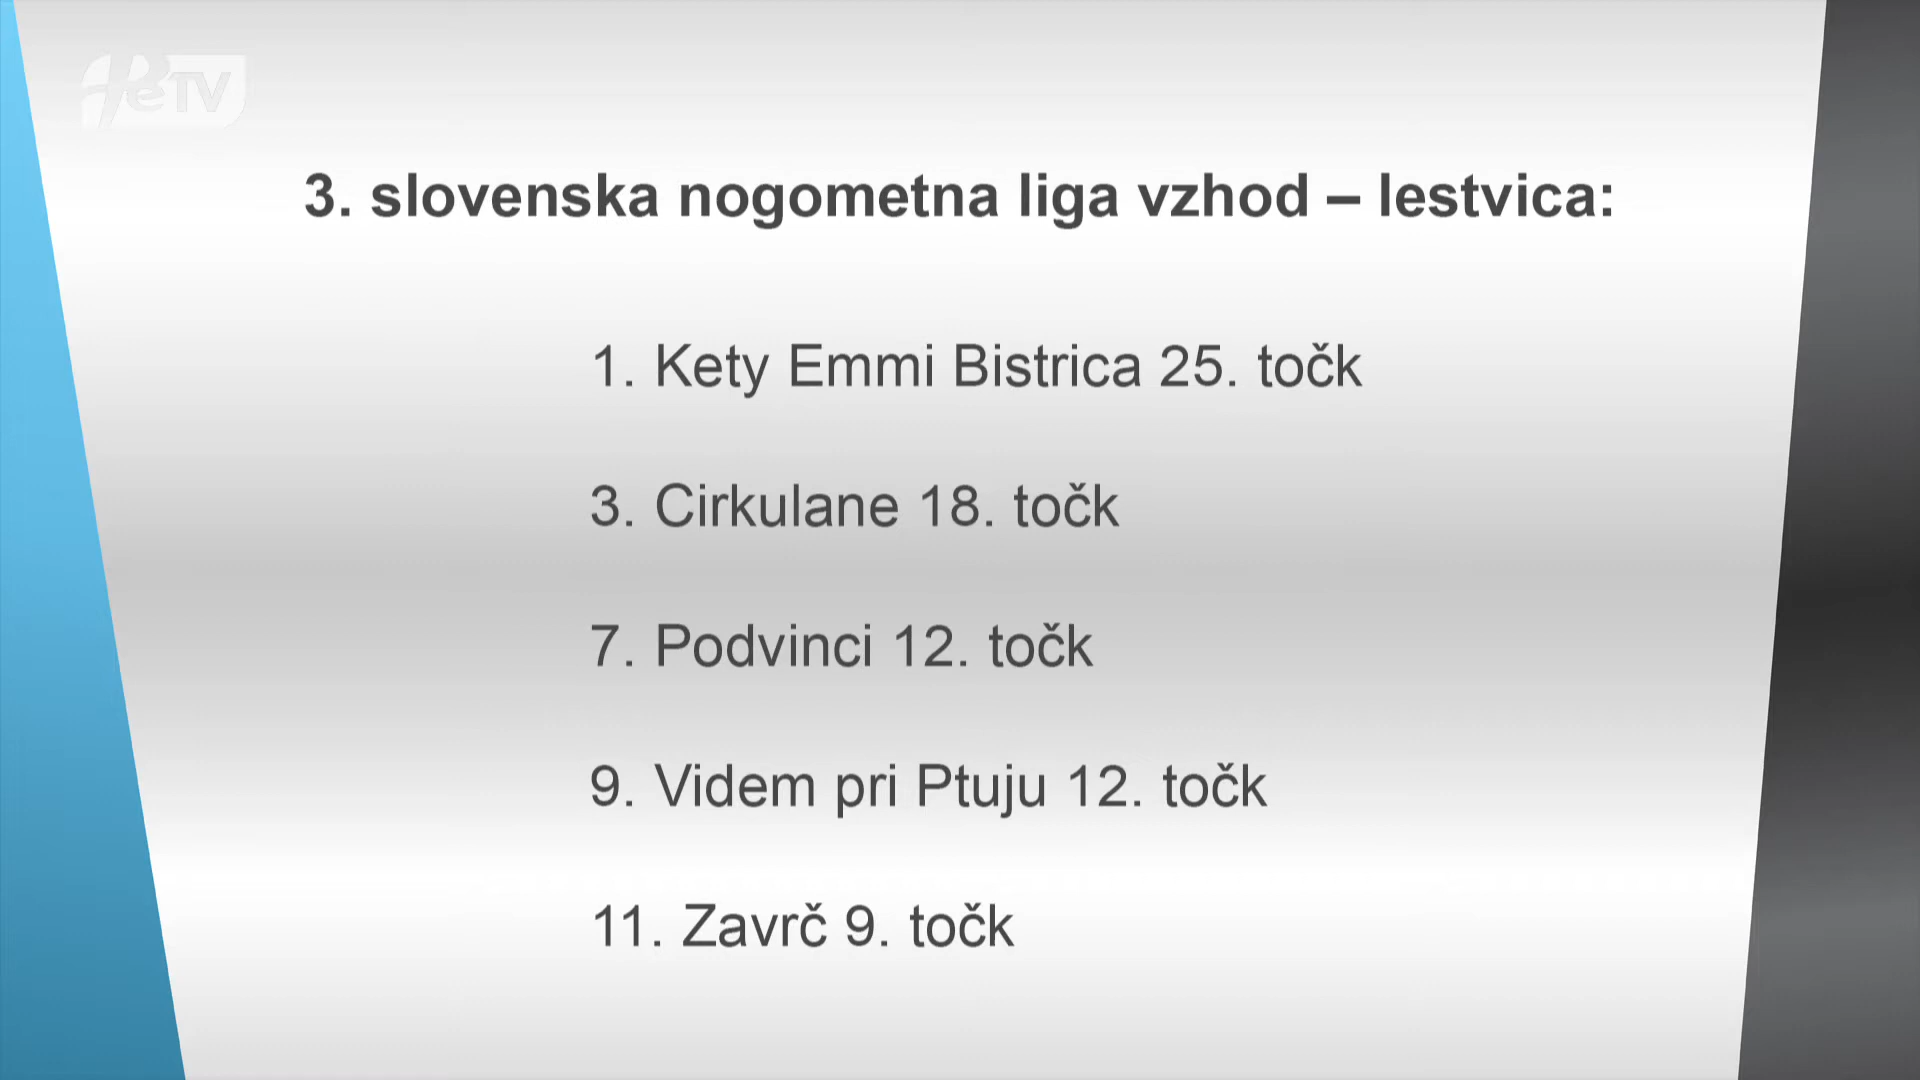 HeTV
3. slovenska nogometna liga vzhod – lestvica:
1. Kety Emmi Bistrica 25. točk
3. Cirkulane 18. točk
7. Podvinci 12. točk
9. Videm pri Ptuju 12. točk
11. Zavrč 9. točk